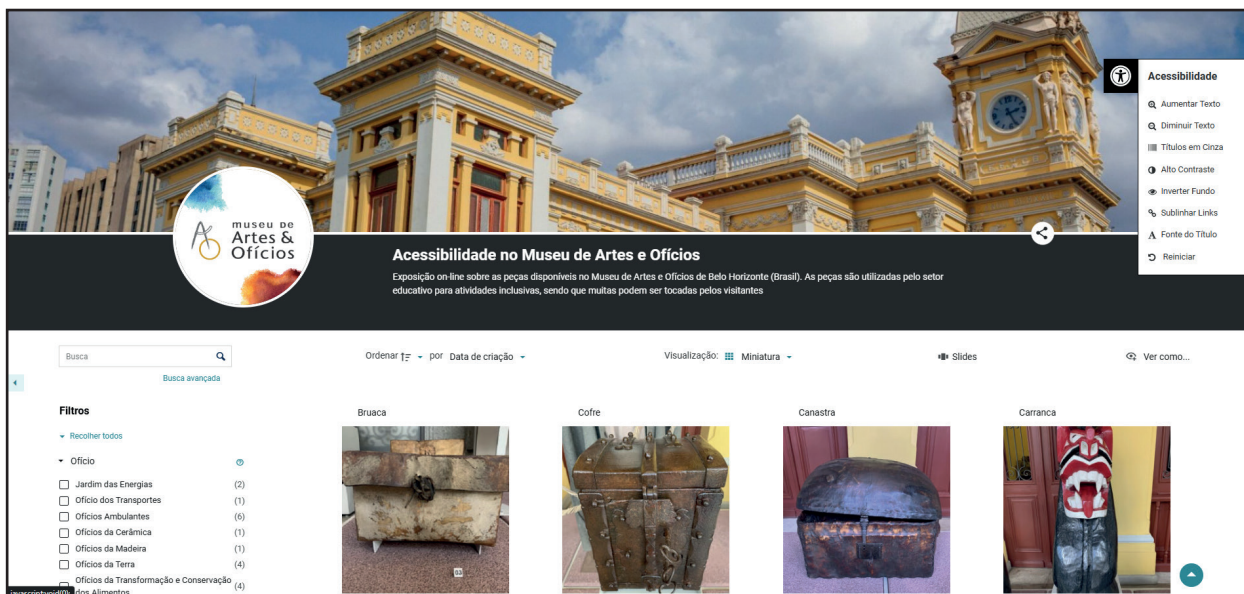 Acessibilidade
Aumentar Texto
Diminuir Texto
Títulos em Cinza
Alto Contraste
Inverter Fundo
Sublinhar Links
A Fonte do Título
Reiniciar
MUSEU DE
Artes &
Ofícios
Acessibilidade no Museu de Artes e Ofícios
Exposição on-line sobre as peças disponíveis no Museu de Artes e Ofícios de Belo Horizonte (Brasil). As peças são utilizadas pelo setor
educativo para atividades inclusivas, sendo que muitas podem ser tocadas pelos visitantes
Busca
Busca avançada
Ordenar por Data de criação
Visualização: Miniatura
Slides
Ver como...
Filtros
Recolher todos
Ofício
Jardim das Energias (2)
Ofício dos Transportes (1)
Ofícios Ambulantes (6)
Ofícios da Cerâmica (1)
Ofícios da Madeira (1)
Ofícios da Terra (4)
Ofícios da Transformação e Conservação
dos Alimentos (4)
javascript:void(0);
Bruaca
Cofre
Canastra
Carranca
03